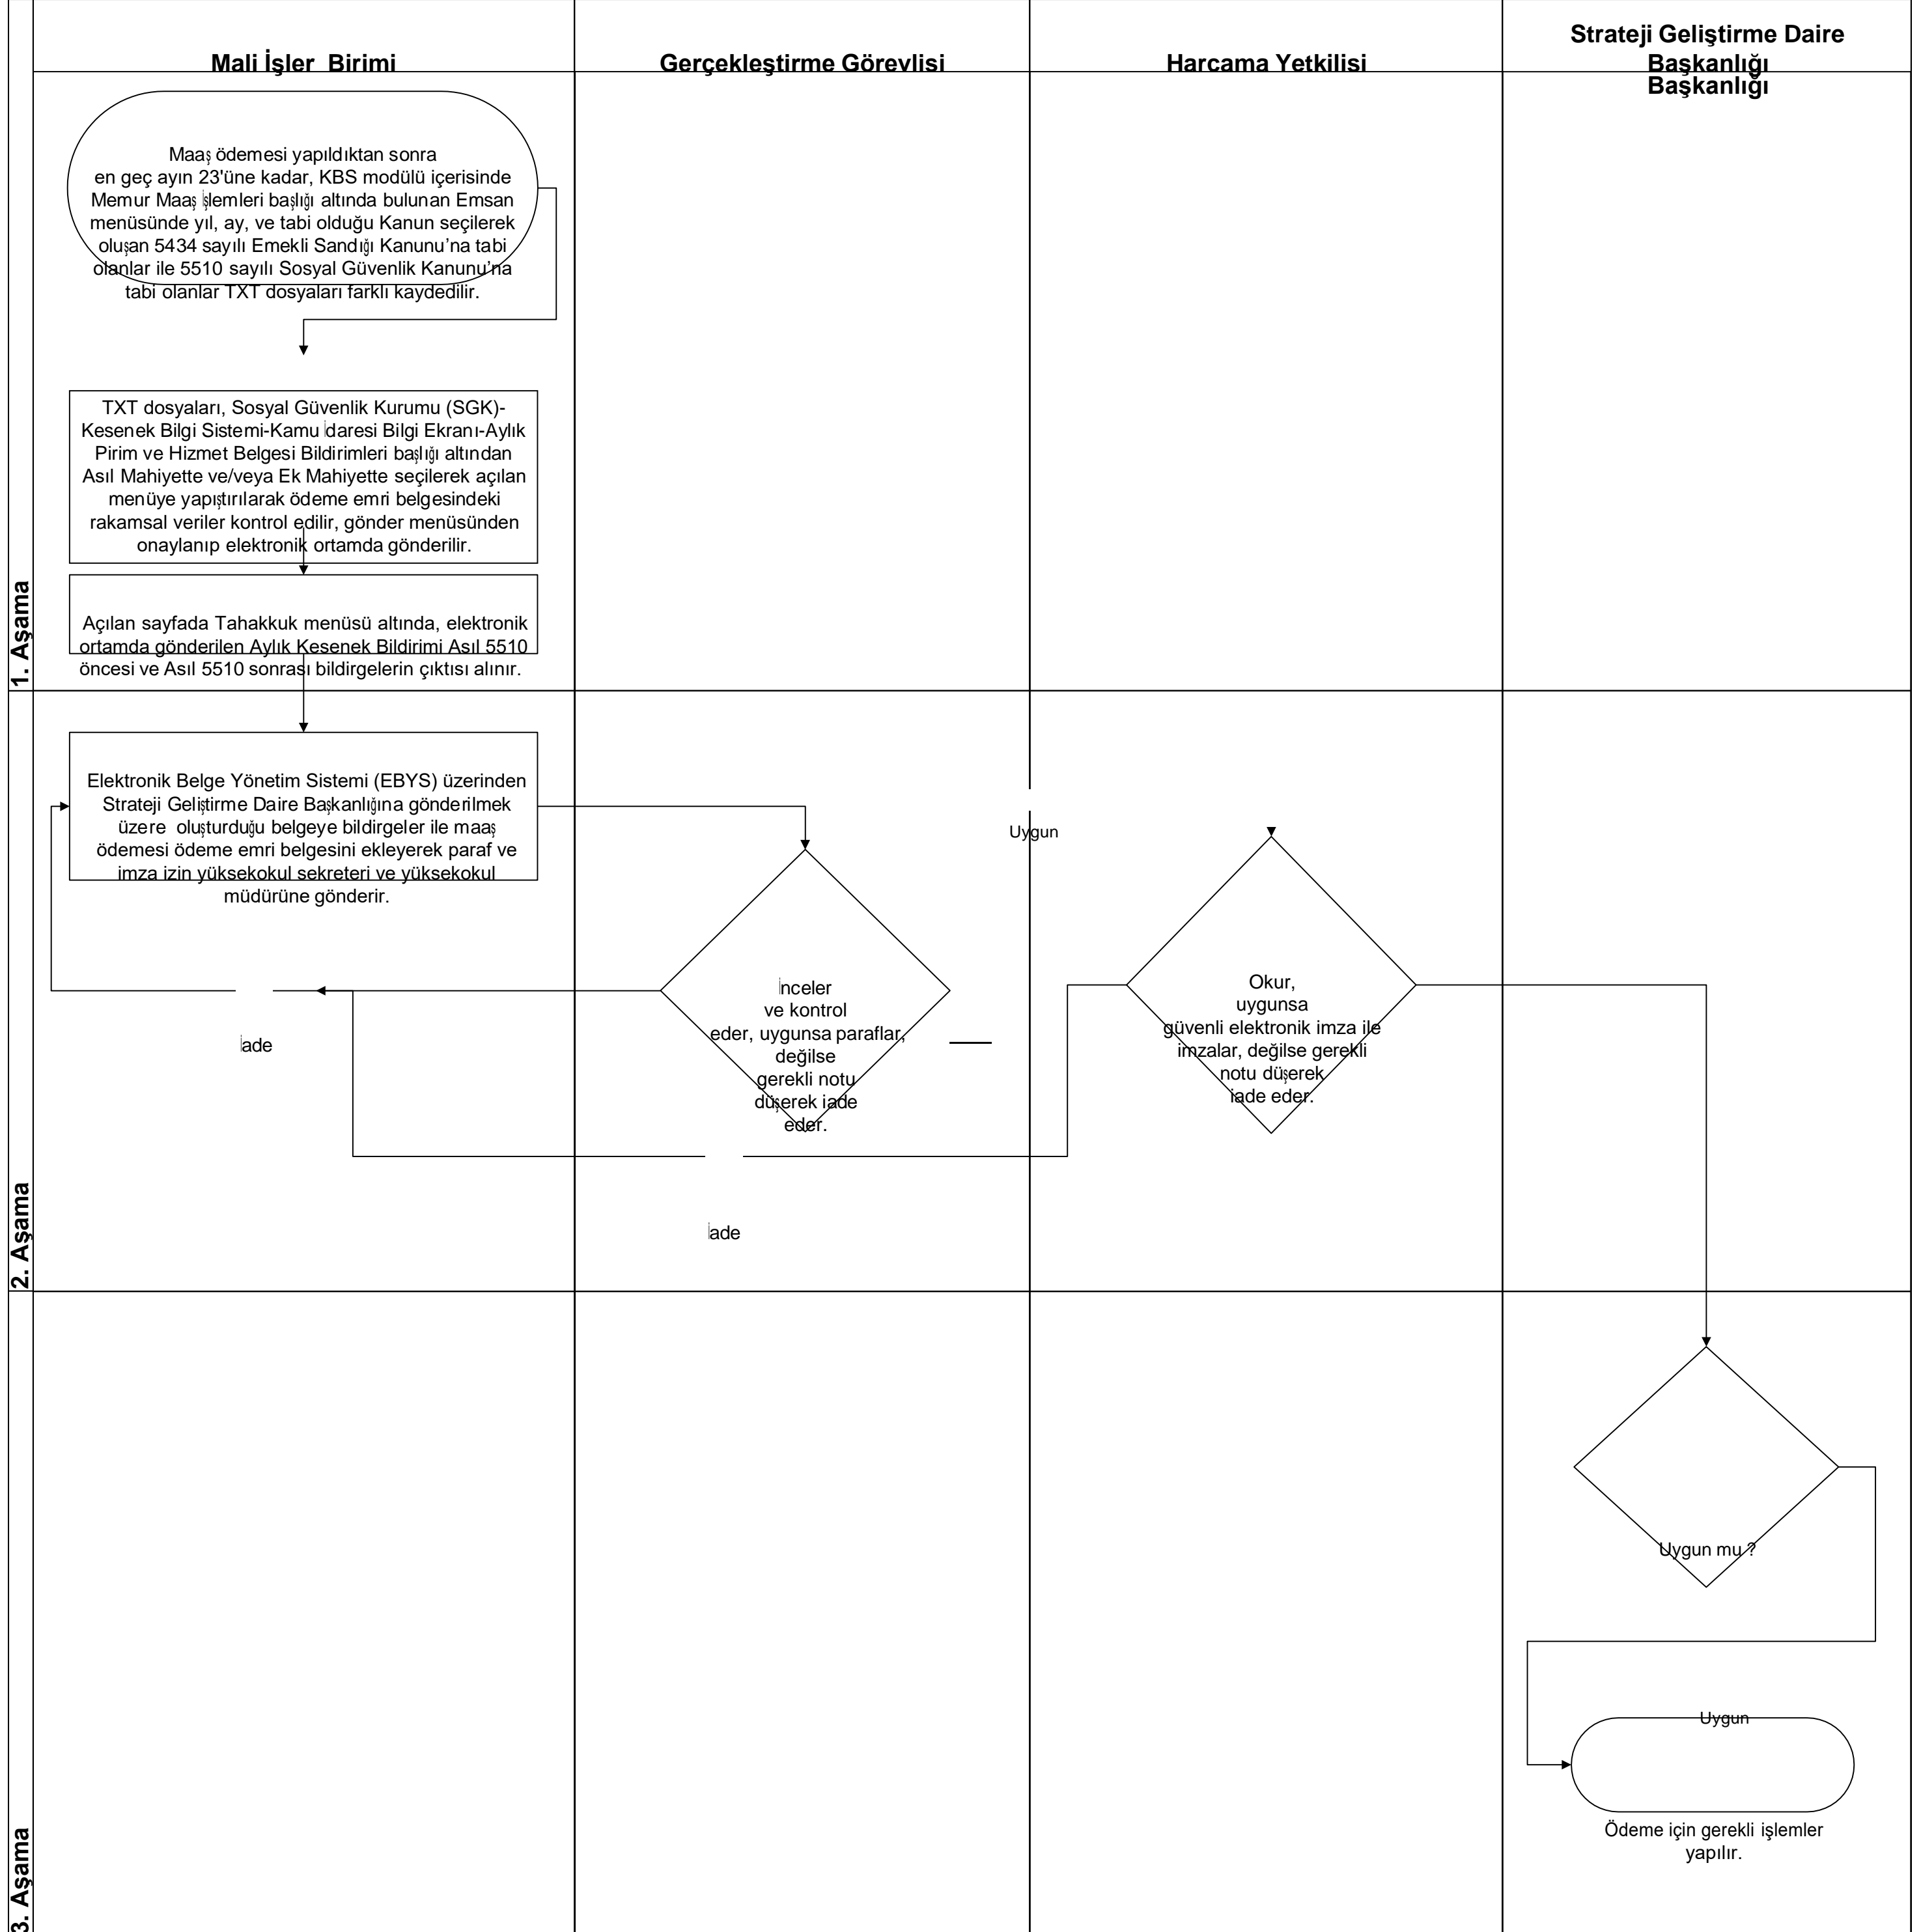 Mali İşler Birimi
Gerçekleştirme Görevlisi
Harcama Yetkilisi
Strateji Geliştirme Daire
Başkanlığı
Başkanlığı
1. Aşama
Maaş ödemesi yapıldıktan sonra
en geç ayın 23'üne kadar, KBS modülü içerisinde
Memur Maaş İşlemleri başlığı altında bulunan Emsan
menüsünde yıl, ay, ve tabi olduğu Kanun seçilerek
oluşan 5434 sayılı Emekli Sandığı Kanunu’na tabi
olanlar ile 5510 sayılı Sosyal Güvenlik Kanunu’na
tabi olanlar TXT dosyaları farklı kaydedilir.
TXT dosyaları, Sosyal Güvenlik Kurumu (SGK)-
Kesenek Bilgi Sistemi-Kamu İdaresi Bilgi Ekranı-Aylık
Pirim ve Hizmet Belgesi Bildirimleri başlığı altından
Asıl Mahiyette ve/veya Ek Mahiyette seçilerek açılan
menüye yapıştırılarak ödeme emri belgesindeki
rakamsal veriler kontrol edilir, gönder menüsünden
onaylanıp elektronik ortamda gönderilir.
Açılan sayfada Tahakkuk menüsü altında, elektronik
ortamda gönderilen Aylık Kesenek Bildirimi Asıl 5510
öncesi ve Asıl 5510 sonrası bildirgelerin çıktısı alınır.
2. Aşama
Elektronik Belge Yönetim Sistemi (EBYS) üzerinden
Strateji Geliştirme Daire Başkanlığına gönderilmek
üzere oluşturduğu belgeye bildirgeler ile maaş
ödemesi ödeme emri belgesini ekleyerek paraf ve
imza izin yüksekokul sekreteri ve yüksekokul
müdürüne gönderir.
Uygun
İnceler
ve kontrol
eder, uygunsa paraflar,
değilse
gerekli notu
düşerek iade
eder.
Okur,
uygunsa
güvenli elektronik imza ile
imzalar, değilse gerekli
notu düşerek
iade eder.
İade
İade
3. Aşama
Uygun mu ?
Uygun
Ödeme için gerekli işlemler
yapılır.